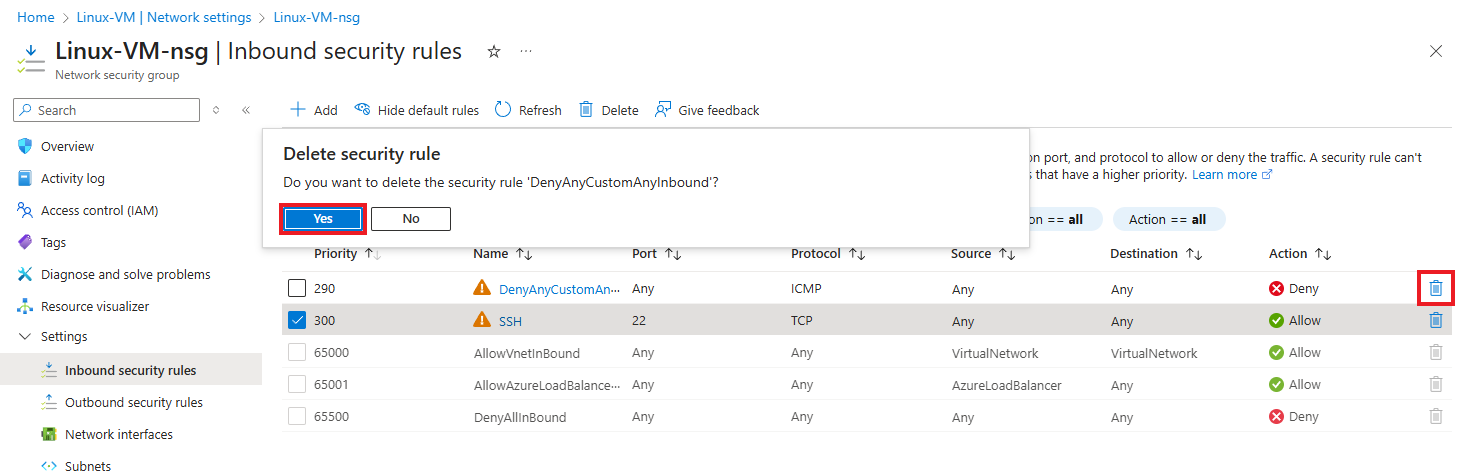 Home > Linux-VM | Network settings > Linux-VM-nsg
Linux-VM-nsg | Inbound security rules ☆ ···
Network security group
Search
Add Hide default rules Refresh Delete Give feedback
Overview
Activity log
Access control (IAM)
Tags
Diagnose and solve problems
Resource visualizer
Settings
Inbound security rules
Outbound security rules
Network interfaces
Subnets
Delete security rule
Do you want to delete the security rule 'DenyAnyCustomAnyInbound'?
Yes No
on port, and protocol to allow or deny the traffic. A security rule can't
s that have a higher priority. Learn more
on == all Action == all
Priority Name Port Protocol Source Destination Action
290 DenyAnyCustomAn... Any ICMP Any Any Deny
300 SSH 22 TCP Any Any Allow
65000 AllowVnetInBound Any Any VirtualNetwork VirtualNetwork Allow
65001 AllowAzureLoadBalance... Any Any AzureLoadBalancer Any Allow
65500 DenyAllInBound Any Any Any Any Deny